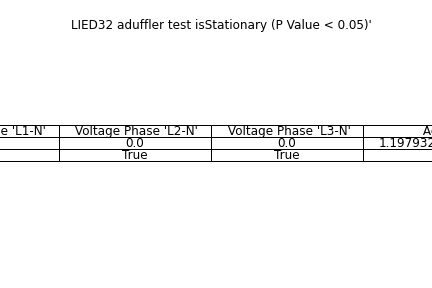 LIED32 aduffler test isStationary (P Value < 0.05)'
e 'L1-N' Voltage Phase 'L2-N' Voltage Phase 'L3-N' A
0.0 0.0 1.197932
True True